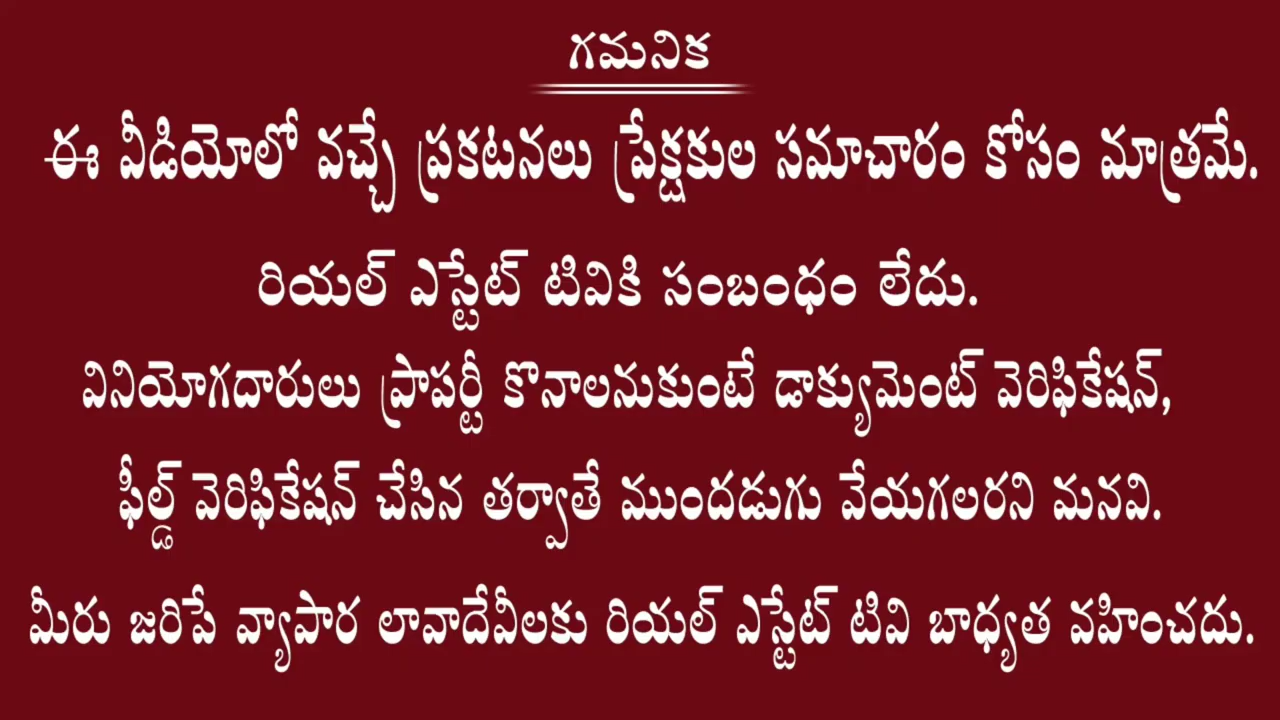 గమనిక
ఈ వీడియోలో వచ్చే ప్రకటనలు ప్రేక్షకుల సమాచారం కోసం మాత్రమే.
రియల్ ఎస్టేట్ టివికి సంబంధం లేదు.
వినియోగదారులు ప్రాపర్టీ కొనాలనుకుంటే డాక్యుమెంట్ వెరిఫికేషన్,
ఫీల్డ్ వెరిఫికేషన్ చేసిన తర్వాతే ముందడుగు వేయగలరని మనవి.
మీరు జరిపే వ్యాపార లావాదేవీలకు రియల్ ఎస్టేట్ టివి బాధ్యత వహించదు.